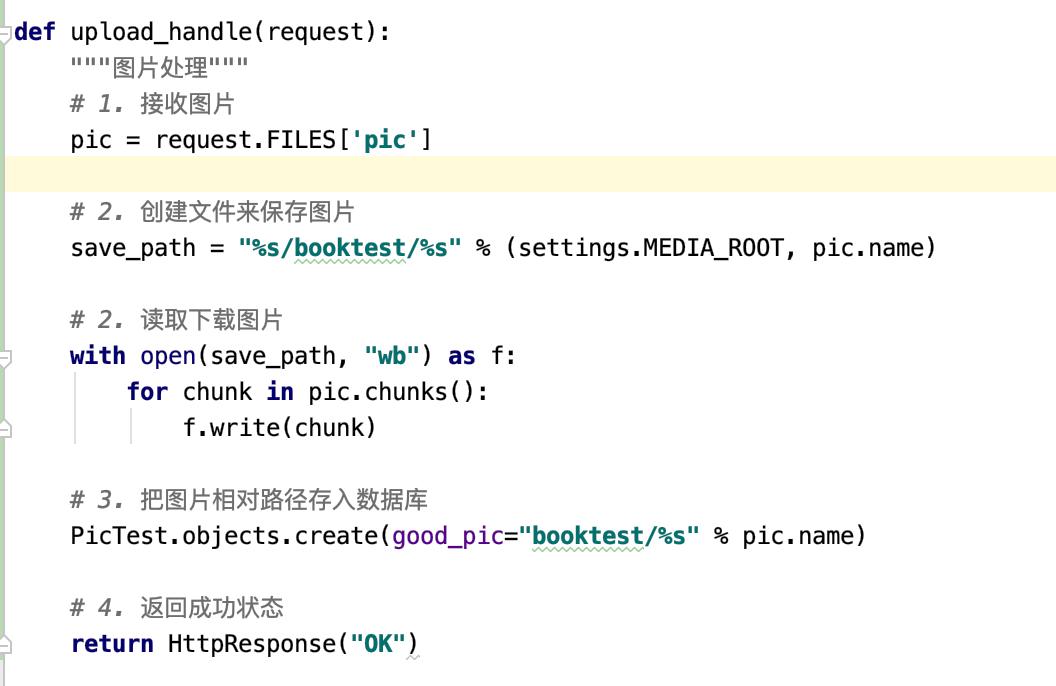 def upload_handle(request):
    """图片处理"""
    # 1. 接收图片
    pic = request.FILES['pic']
    # 2. 创建文件来保存图片
    save_path = "%s/booktest/%s" % (settings.MEDIA_ROOT, pic.name)
    # 2. 读取下载图片
    with open(save_path, "wb") as f:
        for chunk in pic.chunks():
            f.write(chunk)
    # 3. 把图片相对路径存入数据库
    PicTest.objects.create(good_pic="booktest/%s" % pic.name)
    # 4. 返回成功状态
    return HttpResponse("OK")